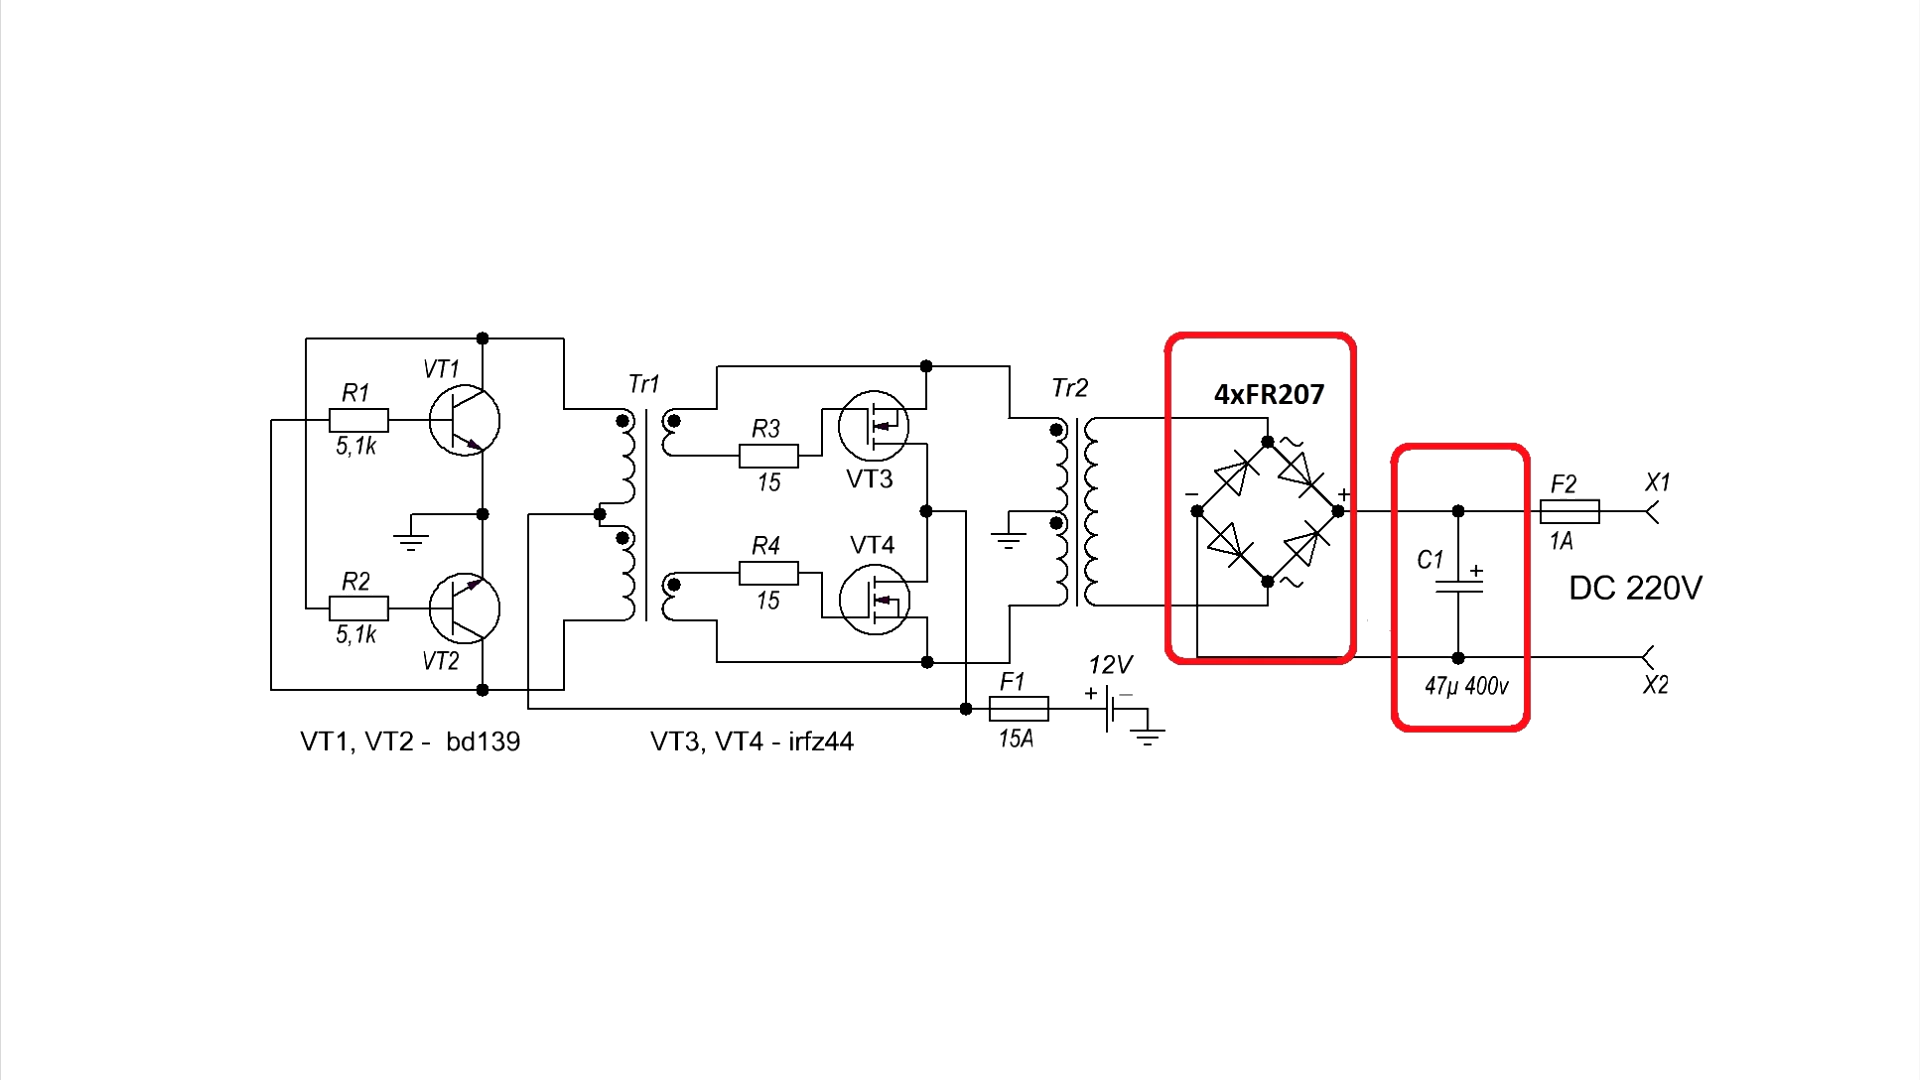 VT1
R1
5,1k
R2
5,1k
VT2
Tr1
R3
15
VT3
R4
15
VT4
Tr2
4xFR207
~
−
+
~
C1
+
47µ 400v
F2
1A
X1
DC 220V
X2
12V
+ −
F1
15A
VT1, VT2 - bd139
VT3, VT4 - irfz44